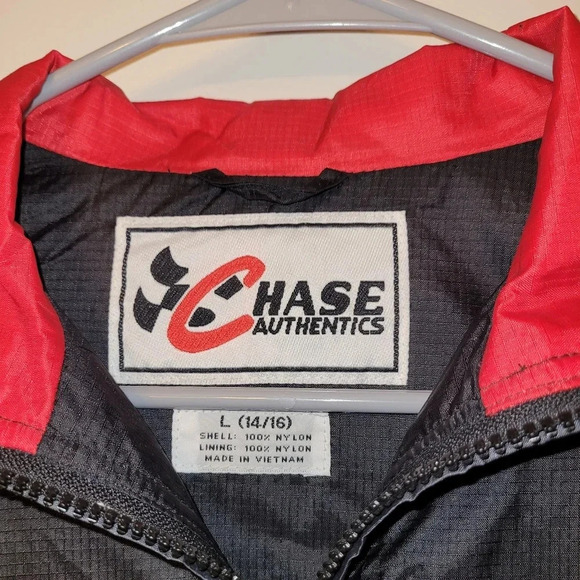 CHASE
AUTHENTICS
L (14/16)
SHELL: 100% NYLON
LINING: 100% NYLON
MADE IN VIETNAM